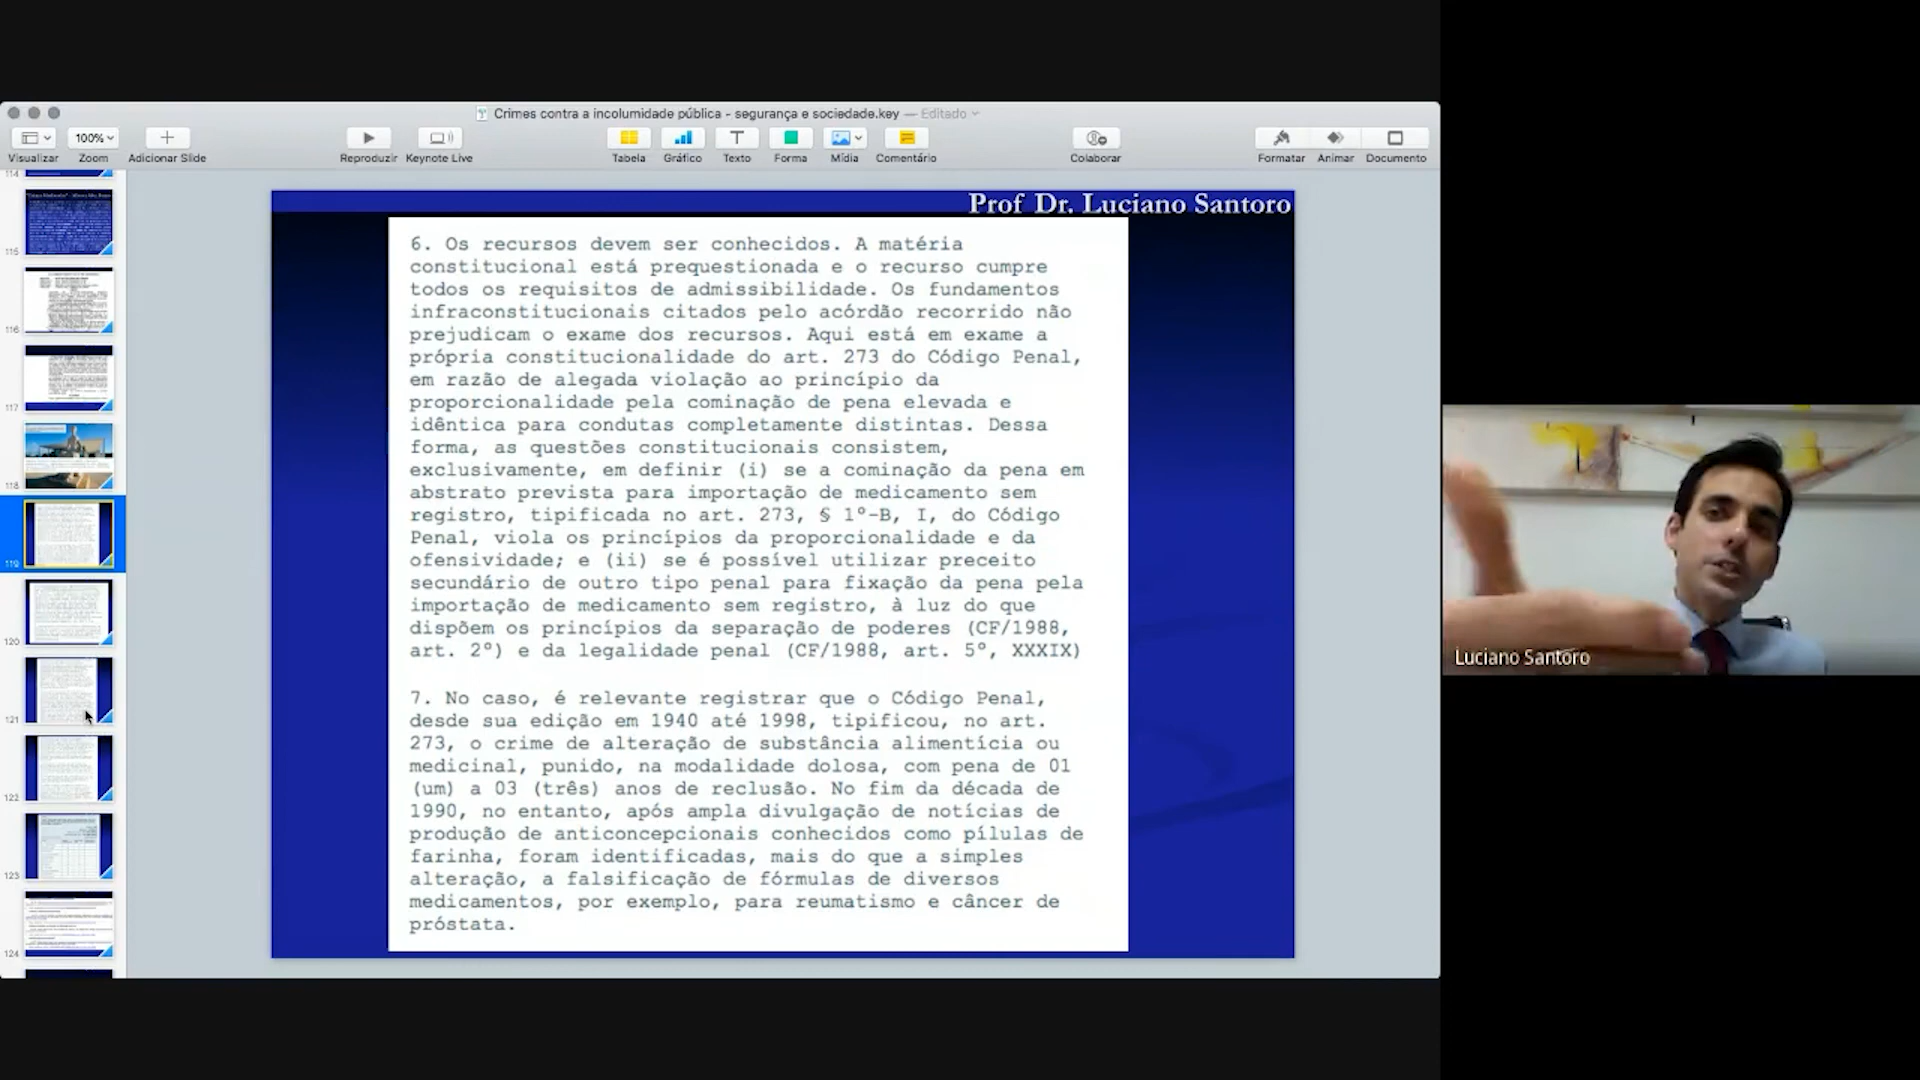 Crimes contra a incolumidade pública - segurança e sociedade.key — Editado
100%
Visualizar
Zoom
Adicionar Slide
Reproduzir
Keynote Live
Tabela
Gráfico
Texto
Forma
Mídia
Comentário
Colaborar
Formatar
Animar
Documento
114
115
116
117
118
119
120
121
122
123
124
Prof Dr. Luciano Santoro
6. Os recursos devem ser conhecidos. A matéria
constitucional está prequestionada e o recurso cumpre
todos os requisitos de admissibilidade. Os fundamentos
infraconstitucionais citados pelo acórdão recorrido não
prejudicam o exame dos recursos. Aqui está em exame a
própria constitucionalidade do art. 273 do Código Penal,
em razão de alegada violação ao princípio da
proporcionalidade pela cominação de pena elevada e
idêntica para condutas completamente distintas. Dessa
forma, as questões constitucionais consistem,
exclusivamente, em definir (i) se a cominação da pena em
abstrato prevista para importação de medicamento sem
registro, tipificada no art. 273, § 1º-B, I, do Código
Penal, viola os princípios da proporcionalidade e da
ofensividade; e (ii) se é possível utilizar preceito
secundário de outro tipo penal para fixação da pena pela
importação de medicamento sem registro, à luz do que
dispõem os princípios da separação de poderes (CF/1988,
art. 2º) e da legalidade penal (CF/1988, art. 5º, XXXIX)
7. No caso, é relevante registrar que o Código Penal,
desde sua edição em 1940 até 1998, tipificou, no art.
273, o crime de alteração de substância alimentícia ou
medicinal, punido, na modalidade dolosa, com pena de 01
(um) a 03 (três) anos de reclusão. No fim da década de
1990, no entanto, após ampla divulgação de notícias de
produção de anticoncepcionais conhecidos como pílulas de
farinha, foram identificadas, mais do que a simples
alteração, a falsificação de fórmulas de diversos
medicamentos, por exemplo, para reumatismo e câncer de
próstata.
Luciano Santoro